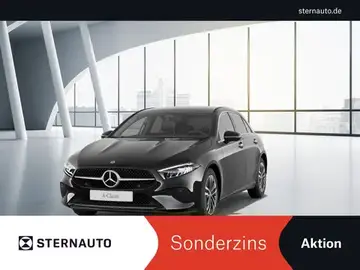 sternauto.de
A-Class
STERNAUTO
Sonderzins
Aktion